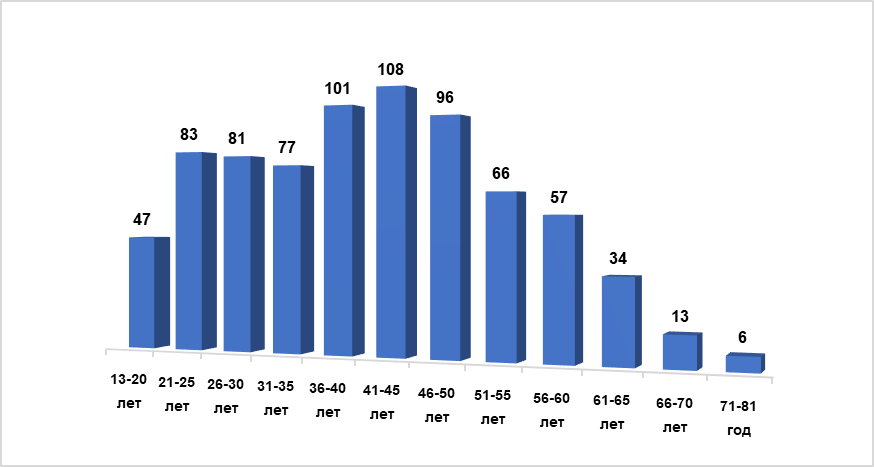 47
83
81
77
101
108
96
66
57
34
13
6
13-20
лет
21-25
лет
26-30
лет
31-35
лет
36-40
лет
41-45
лет
46-50
лет
51-55
лет
56-60
лет
61-65
лет
66-70
лет
71-81
год